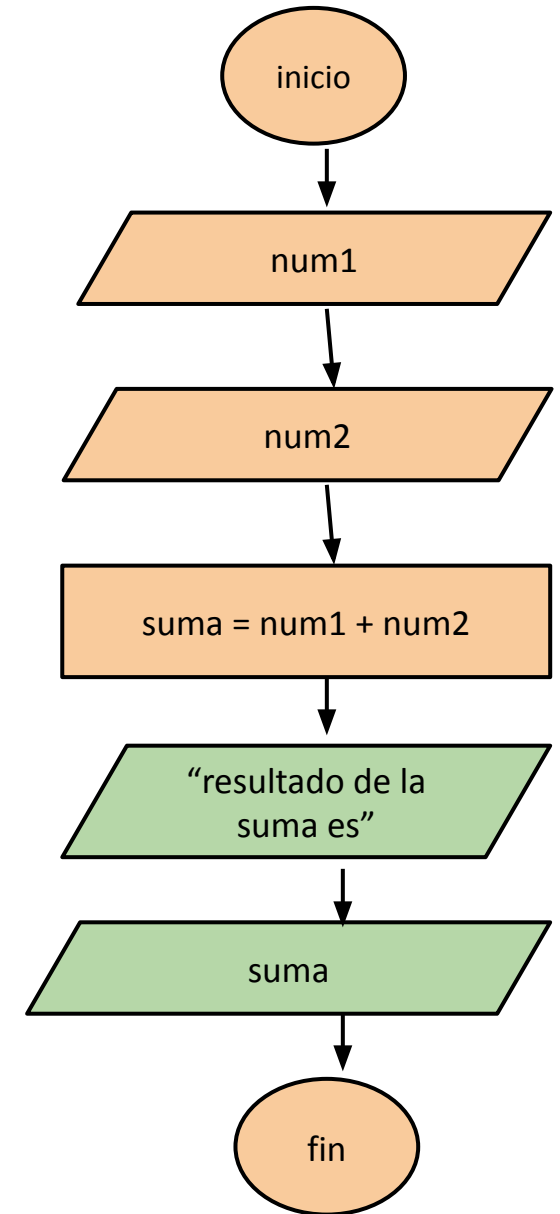 inicio
num1
num2
suma = num1 + num2
“resultado de la
suma es”
suma
fin